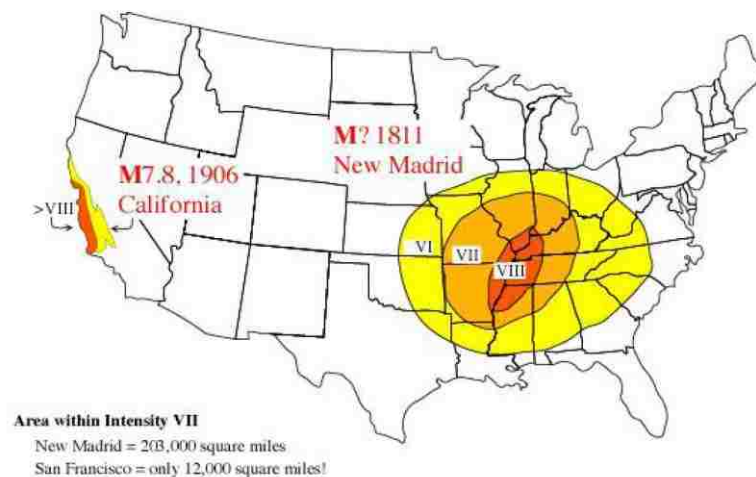 M? 1811
New Madrid
M7.8, 1906
California
>VIII
VI
VII
VIII
Area within Intensity VII
New Madrid = 203,000 square miles
San Francisco = only 12,000 square miles!